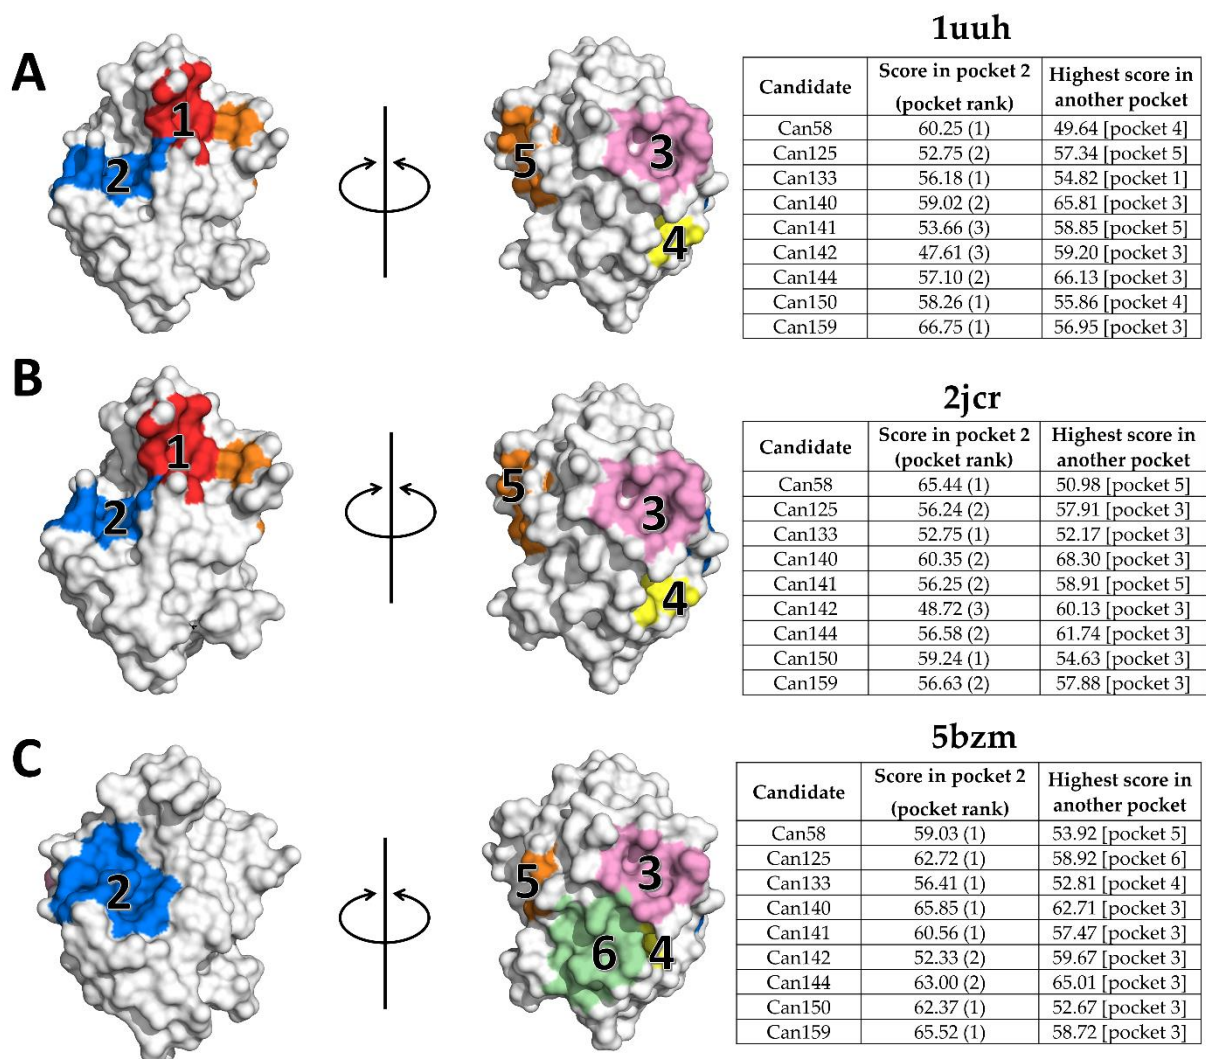 A
1
2
5
3
4
1uuh
Candidate Score in pocket 2 (pocket rank) Highest score in another pocket
Can58 60.25 (1) 49.64 [pocket 4]
Can125 52.75 (2) 57.34 [pocket 5]
Can133 56.18 (1) 54.82 [pocket 1]
Can140 59.02 (2) 65.81 [pocket 3]
Can141 53.66 (3) 58.85 [pocket 5]
Can142 47.61 (3) 59.20 [pocket 3]
Can144 57.10 (2) 66.13 [pocket 3]
Can150 58.26 (1) 55.86 [pocket 4]
Can159 66.75 (1) 56.95 [pocket 3]
B
1
2
5
3
4
2jcr
Candidate Score in pocket 2 (pocket rank) Highest score in another pocket
Can58 65.44 (1) 50.98 [pocket 5]
Can125 56.24 (2) 57.91 [pocket 3]
Can133 52.75 (1) 52.17 [pocket 3]
Can140 60.35 (2) 68.30 [pocket 3]
Can141 56.25 (2) 58.91 [pocket 5]
Can142 48.72 (3) 60.13 [pocket 3]
Can144 56.58 (2) 61.74 [pocket 3]
Can150 59.24 (1) 54.63 [pocket 3]
Can159 56.63 (2) 57.88 [pocket 3]
C
2
5
3
6
4
5bzm
Candidate Score in pocket 2 (pocket rank) Highest score in another pocket
Can58 59.03 (1) 53.92 [pocket 5]
Can125 62.72 (1) 58.92 [pocket 6]
Can133 56.41 (1) 52.81 [pocket 4]
Can140 65.85 (1) 62.71 [pocket 3]
Can141 60.56 (1) 57.47 [pocket 3]
Can142 52.33 (2) 59.67 [pocket 3]
Can144 63.00 (2) 65.01 [pocket 3]
Can150 62.37 (1) 52.67 [pocket 3]
Can159 65.52 (1) 58.72 [pocket 3]